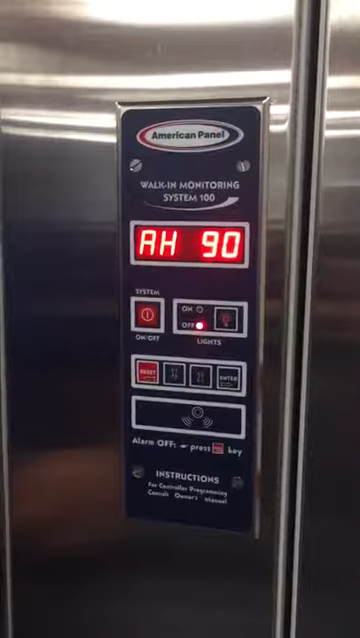 American Panel
WALK-IN MONITORING
SYSTEM 100
AH 90
SYSTEM
ON
OFF
ON/OFF
LIGHTS
RESET
ENTER
Alarm OFF: press key
INSTRUCTIONS
For Controller Programming
Consult Owner's Manual